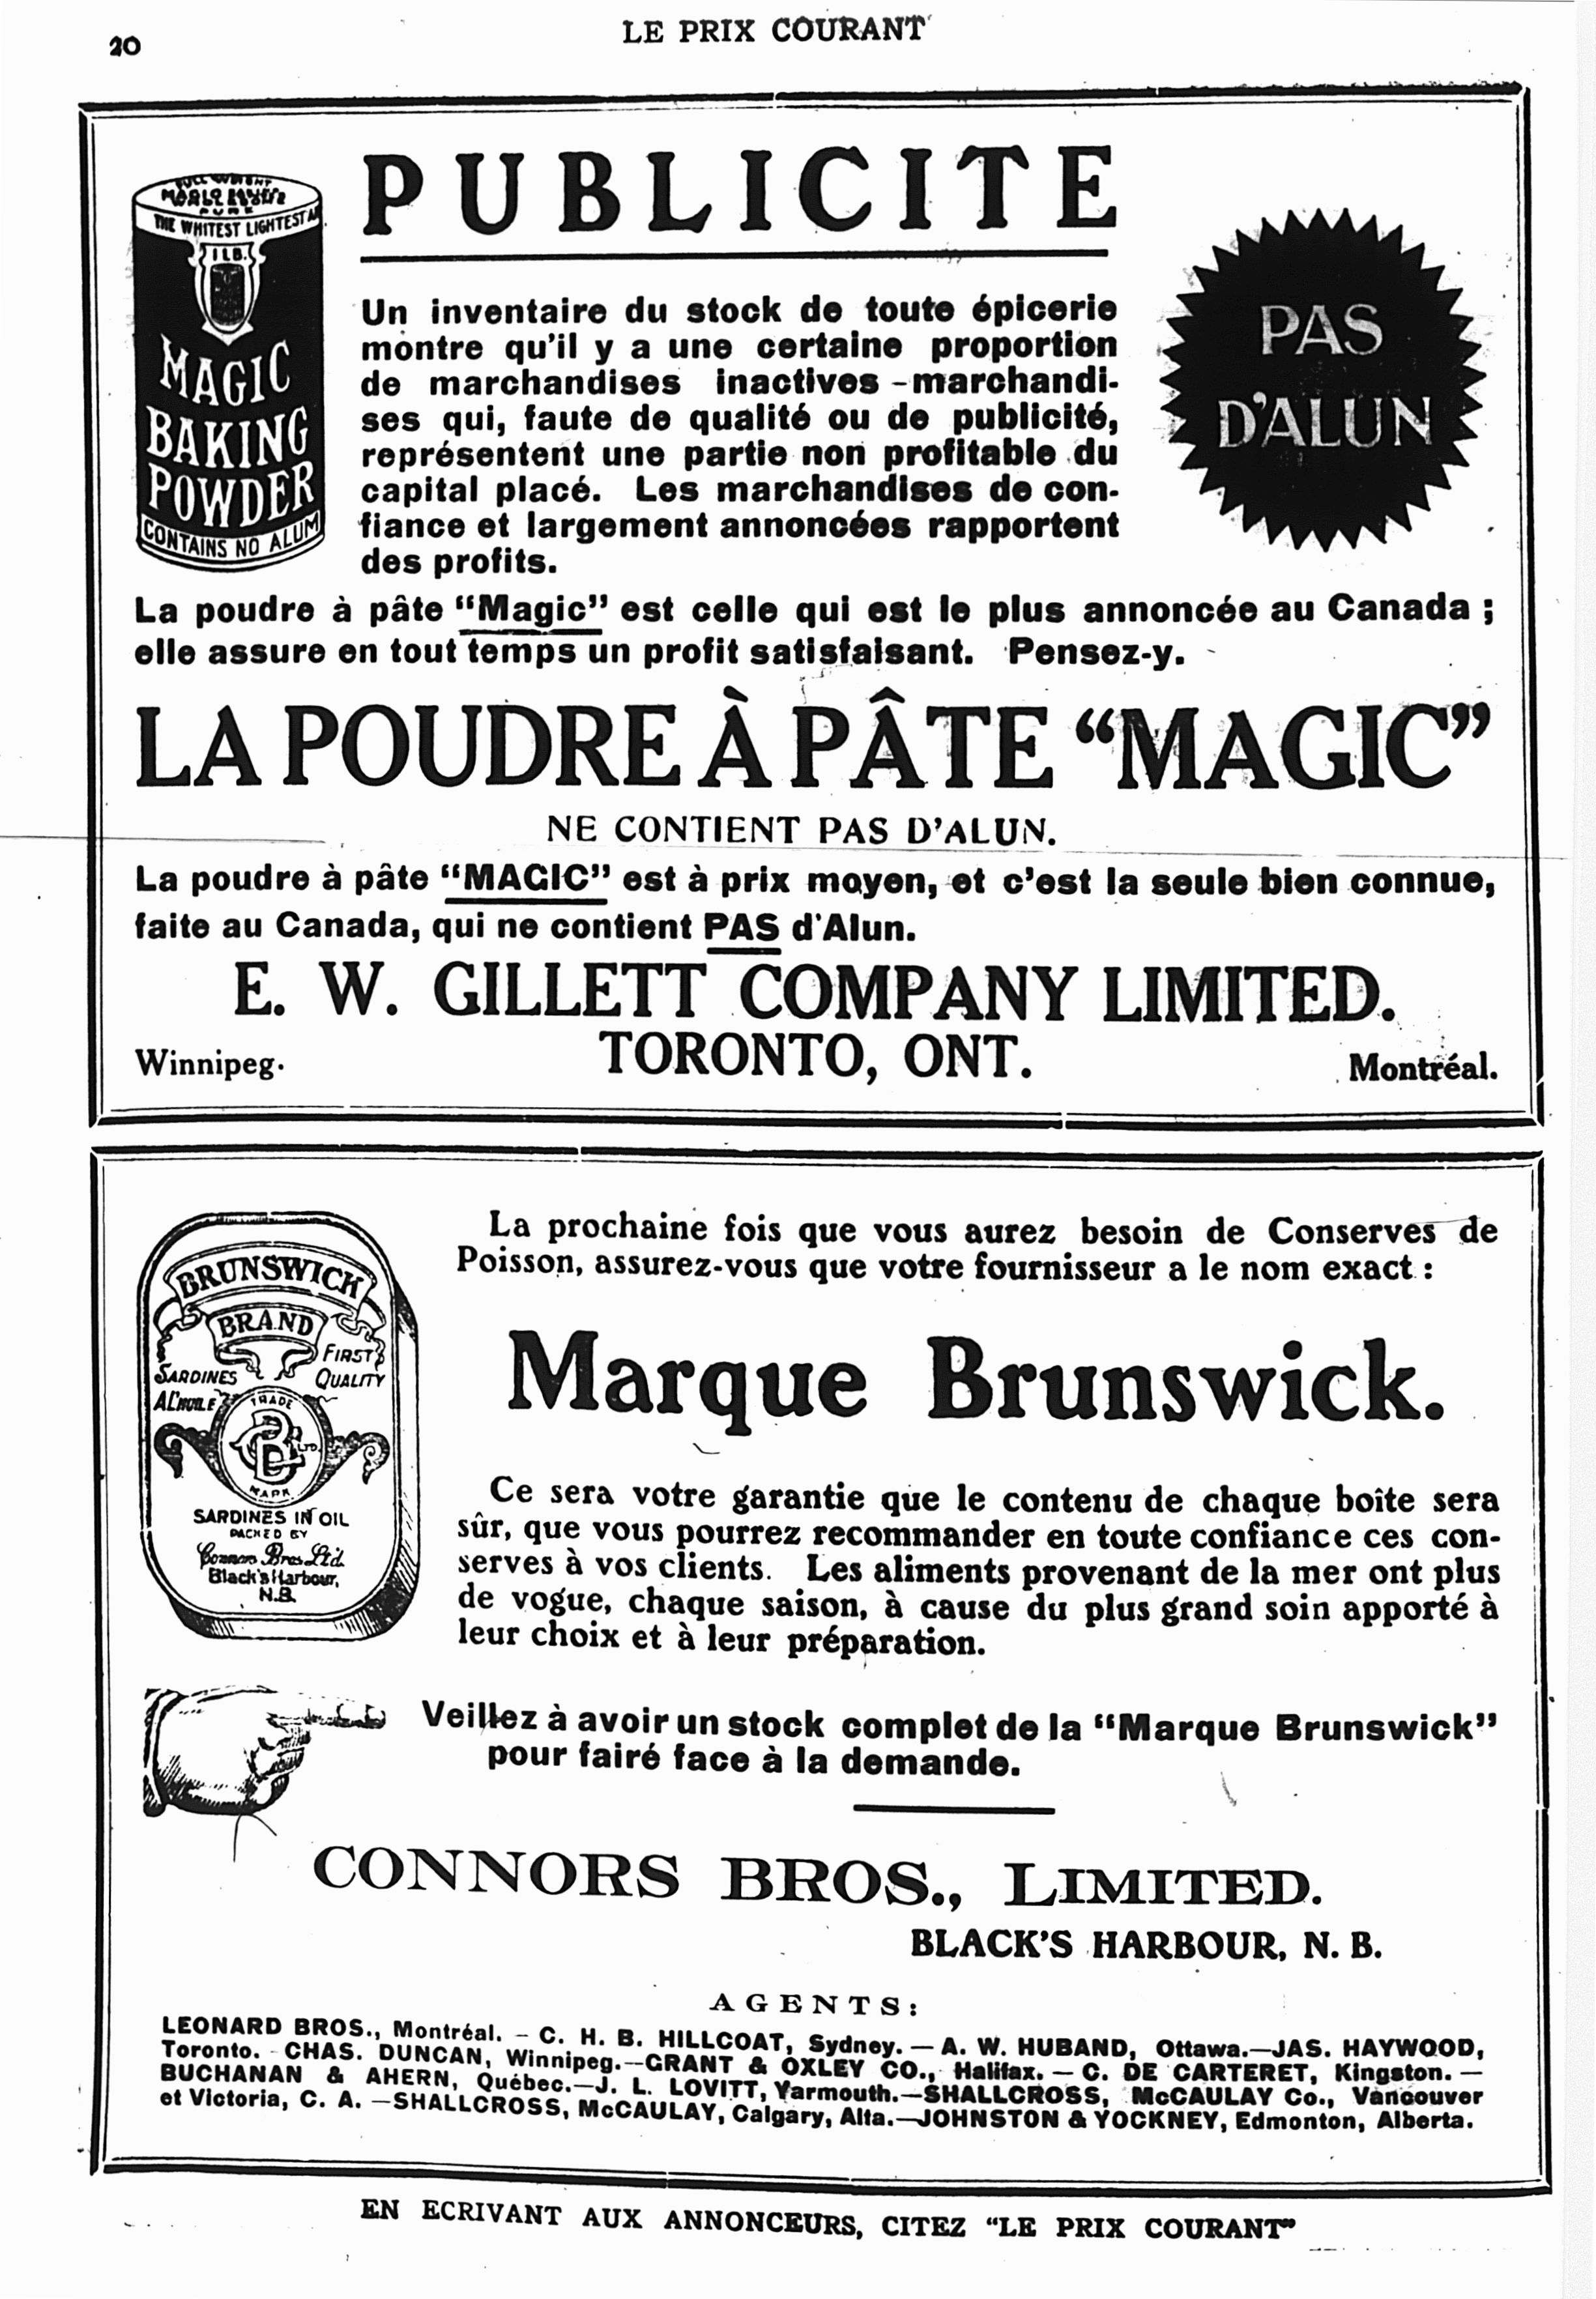 20
LE PRIX COURANT
PUBLICITE
THE WHITEST LIGHTEST
1 LB.
MAGIC
BAKING
POWDER
CONTAINS NO ALUM
Un inventaire du stock de toute épicerie
montre qu'il y a une certaine proportion
de marchandises inactives - marchandi-
ses qui, faute de qualité ou de publicité,
représentent une partie non profitable du
capital placé. Les marchandises de con-
fiance et largement annoncées rapportent
des profits.
PAS
D'ALUN
La poudre à pâte “Magic” est celle qui est le plus annoncée au Canada ;
elle assure en tout temps un profit satisfaisant. Pensez-y.
LA POUDRE À PÂTE “MAGIC”
NE CONTIENT PAS D'ALUN.
La poudre à pâte “MAGIC” est à prix moyen, et c'est la seule bien connue,
faite au Canada, qui ne contient PAS d'Alun.
E. W. GILLETT COMPANY LIMITED.
TORONTO, ONT.
Winnipeg.
Montréal.
BRUNSWICK
BRAND
SARDINES
A L'HUILE
FIRST
QUALITY
TRADE
CB
LTD.
MARK
SARDINES IN OIL
PACKED BY
Connors Bros. Ltd.
Black's Harbour,
N.B.
La prochaine fois que vous aurez besoin de Conserves de
Poisson, assurez-vous que votre fournisseur a le nom exact :
Marque Brunswick.
Ce sera votre garantie que le contenu de chaque boîte sera
sûr, que vous pourrez recommander en toute confiance ces con-
serves à vos clients. Les aliments provenant de la mer ont plus
de vogue, chaque saison, à cause du plus grand soin apporté à
leur choix et à leur préparation.
Veillez à avoir un stock complet de la “Marque Brunswick”
pour fairé face à la demande.
CONNORS BROS., LIMITED.
BLACK'S HARBOUR, N. B.
AGENTS:
LEONARD BROS., Montréal. – C. H. B. HILLCOAT, Sydney. — A. W. HUBAND, Ottawa.—JAS. HAYWOOD,
Toronto. - CHAS. DUNCAN, Winnipeg.—GRANT & OXLEY CO., Halifax. — C. DE CARTERET, Kingston. —
BUCHANAN & AHERN, Québec.—J. L. LOVITT, Yarmouth.—SHALLCROSS, McCAULAY Co., Vancouver
et Victoria, C. A. —SHALLCROSS, McCAULAY, Calgary, Alta.—JOHNSTON & YOCKNEY, Edmonton, Alberta.
EN ECRIVANT AUX ANNONCEURS, CITEZ “LE PRIX COURANT”